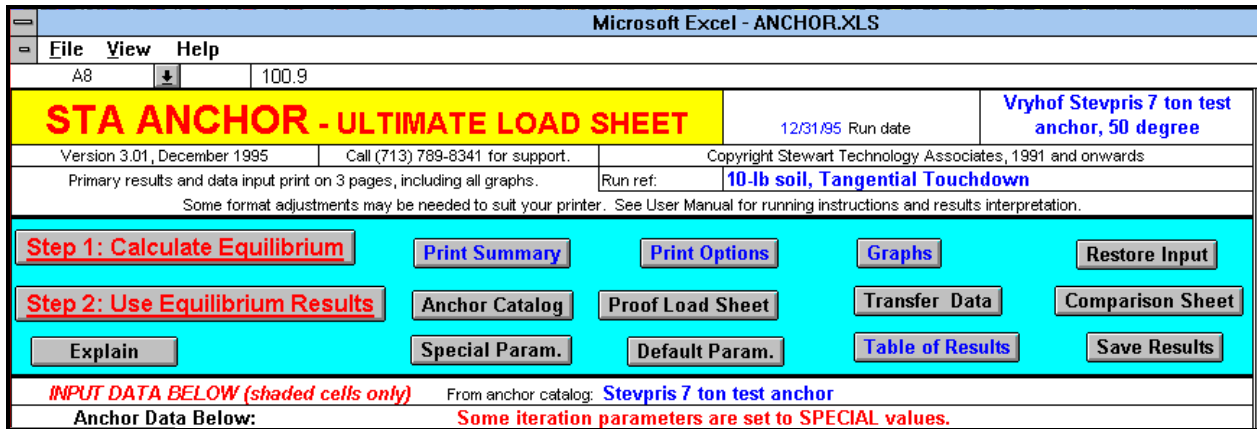 Microsoft Excel - ANCHOR.XLS
File View Help
A8 100.9
STA ANCHOR - ULTIMATE LOAD SHEET 12/31/95 Run date Vryhof Stevpris 7 ton test
anchor, 50 degree
Version 3.01, December 1995 Call (713) 789-8341 for support. Copyright Stewart Technology Associates, 1991 and onwards
Primary results and data input print on 3 pages, including all graphs. Run ref: 10-lb soil, Tangential Touchdown
Some format adjustments may be needed to suit your printer. See User Manual for running instructions and results interpretation.
Step 1: Calculate Equilibrium Print Summary Print Options Graphs Restore Input
Step 2: Use Equilibrium Results Anchor Catalog Proof Load Sheet Transfer Data Comparison Sheet
Explain Special Param. Default Param. Table of Results Save Results
INPUT DATA BELOW (shaded cells only) From anchor catalog: Stevpris 7 ton test anchor
Anchor Data Below: Some iteration parameters are set to SPECIAL values.